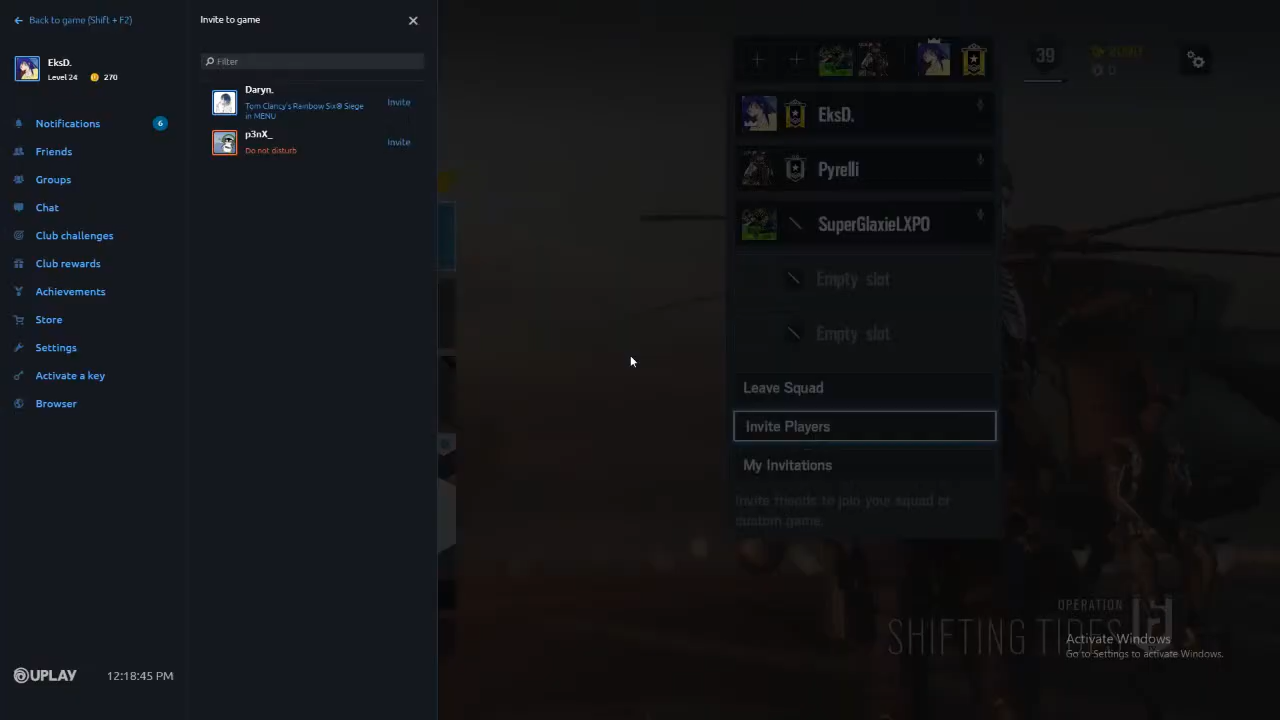 Back to game (Shift + F2)
Invite to game
EksD.
Level 24
270
Filter
Daryn.
Tom Clancy's Rainbow Six® Siege
in MENU
Invite
p3nX_
Do not disturb
Invite
Notifications
6
Friends
Groups
Chat
Club challenges
Club rewards
Achievements
Store
Settings
Activate a key
Browser
UPLAY
12:18:45 PM
39
0
EksD.
Pyrelli
SuperGlaxieLXPO
Empty slot
Empty slot
Leave Squad
Invite Players
My Invitations
Invite friends to join your squad or
custom game.
OPERATION
SHIFTING TIDES
Activate Windows
Go to Settings to activate Windows.